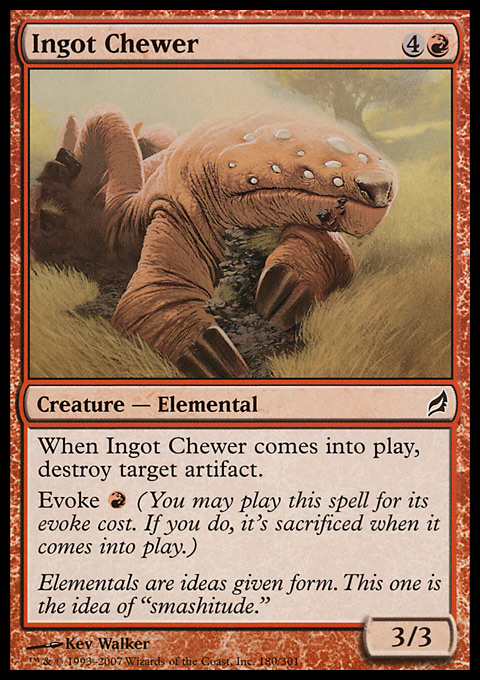 Ingot Chewer 4
Creature — Elemental
When Ingot Chewer comes into play,
destroy target artifact.
Evoke (You may play this spell for its
evoke cost. If you do, it's sacrificed when it
comes into play.)
Elementals are ideas given form. This one is
the idea of "smashitude."
Kev Walker
3/3
™ & © 1993–2007 Wizards of the Coast, Inc. 180/301